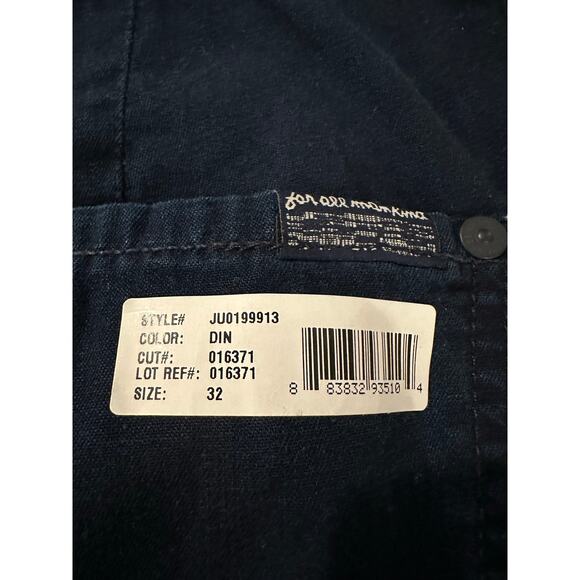 for all mankind
STYLE# JU0199913
COLOR: DIN
CUT#: 016371
LOT REF#: 016371
SIZE: 32
8 83832 93510 4